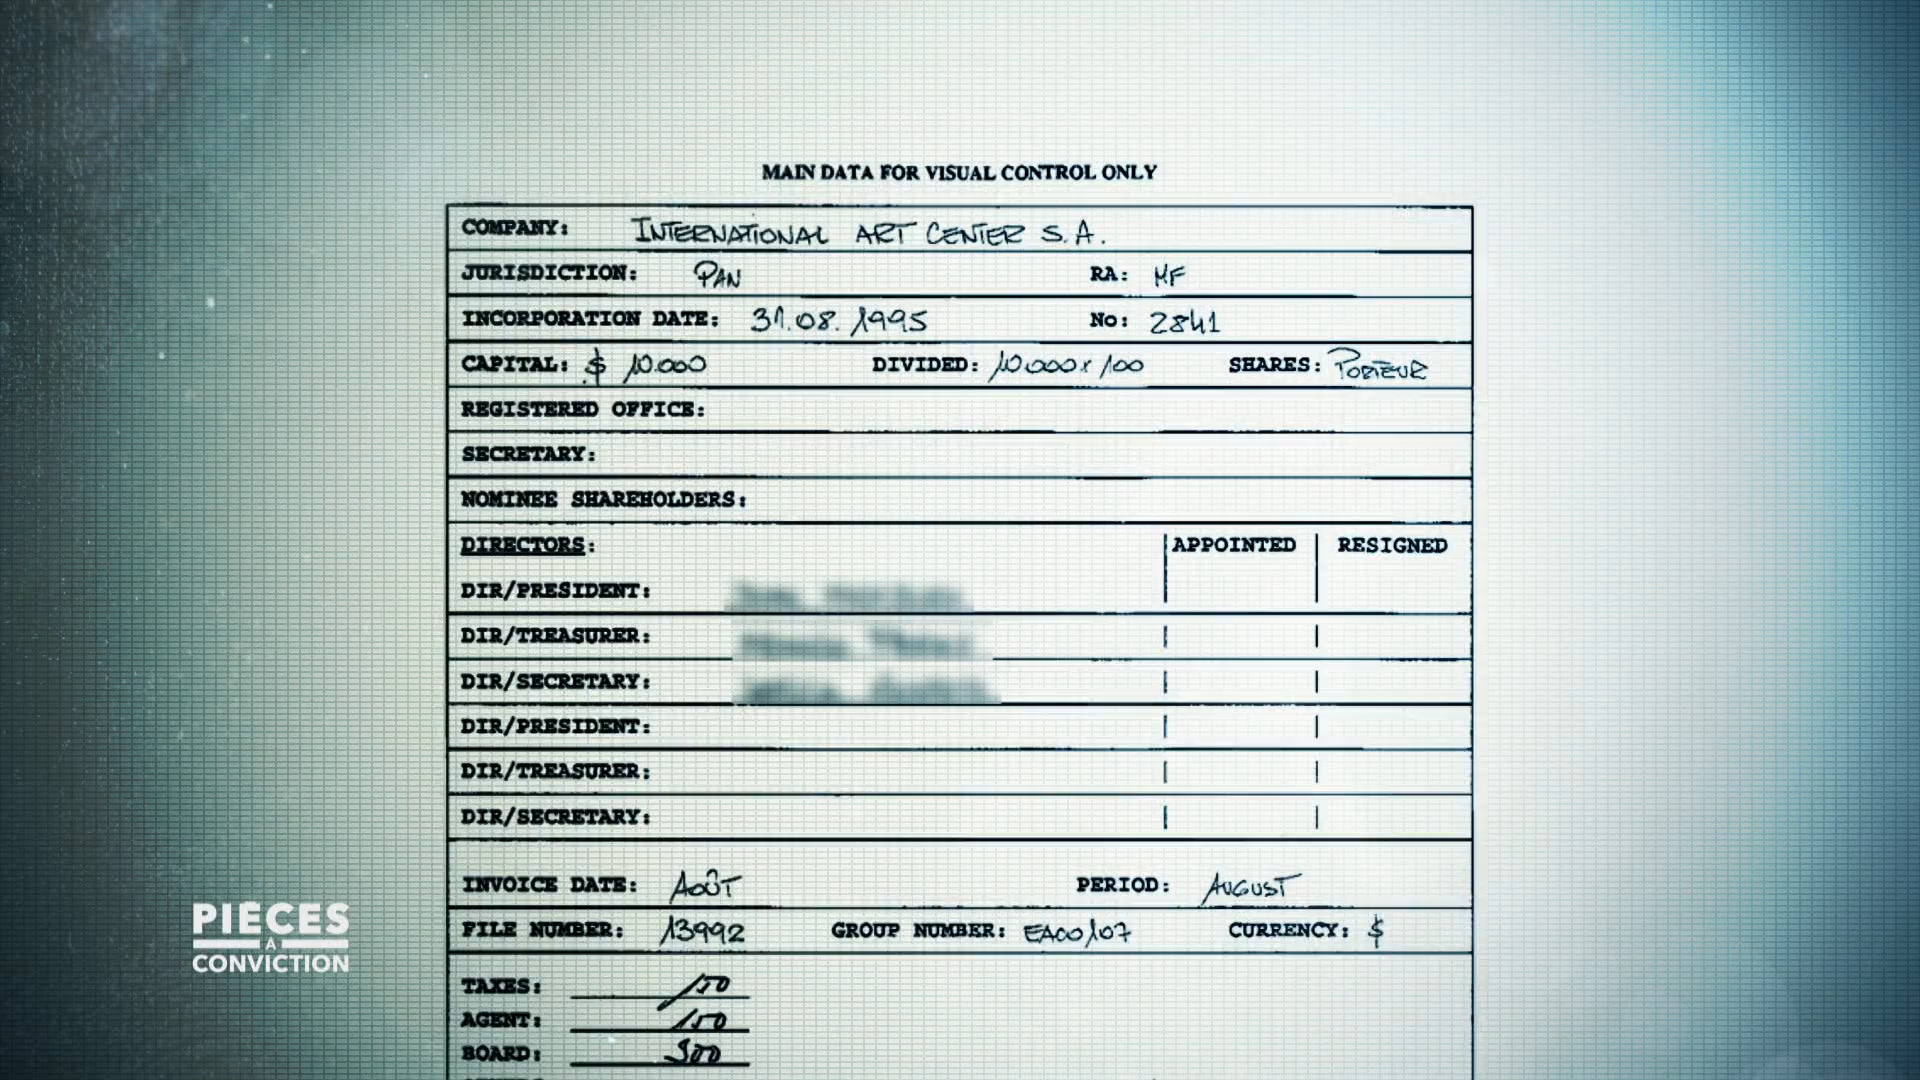 MAIN DATA FOR VISUAL CONTROL ONLY
COMPANY: INTERNATIONAL ART CENTER S.A.
JURISDICTION: PAN RA: MF
INCORPORATION DATE: 31.08.1995 No: 2841
CAPITAL: $ 10.000 DIVIDED: 10.000 x 100 SHARES: PORTEUR
REGISTERED OFFICE:
SECRETARY:
NOMINEE SHAREHOLDERS:
DIRECTORS: APPOINTED RESIGNED
DIR/PRESIDENT:
DIR/TREASURER:
DIR/SECRETARY:
DIR/PRESIDENT:
DIR/TREASURER:
DIR/SECRETARY:
INVOICE DATE: AOÛT PERIOD: AUGUST
FILE NUMBER: 13992 GROUP NUMBER: EACO/107 CURRENCY: $
TAXES: 150
AGENT: 150
BOARD: 300
PIÈCES
À
CONVICTION